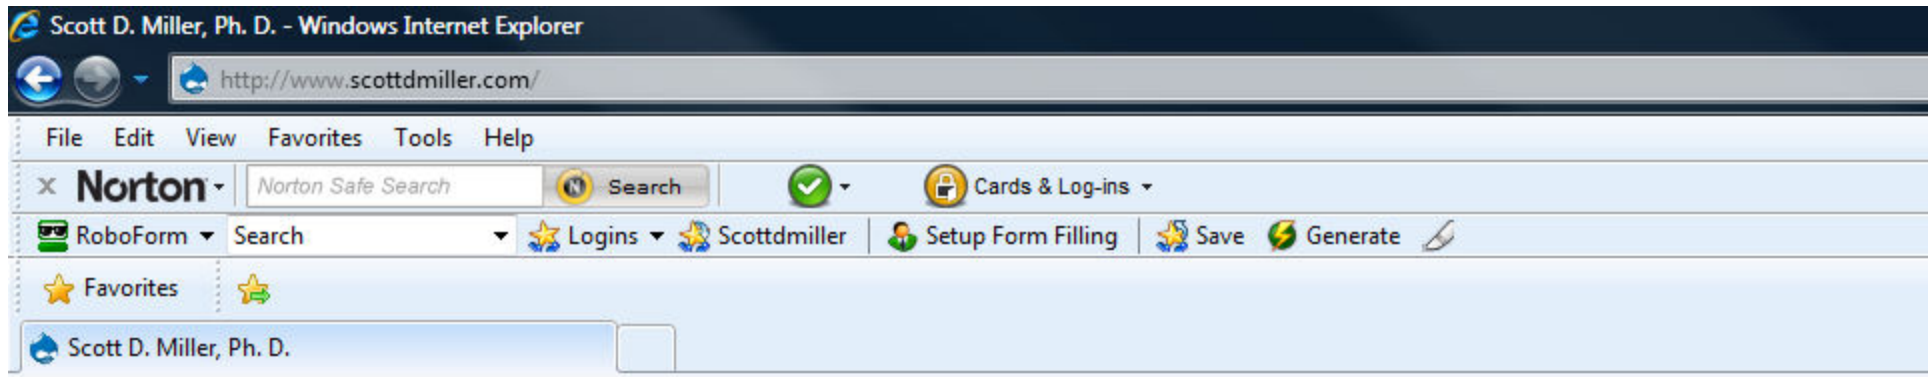 Scott D. Miller, Ph. D. - Windows Internet Explorer
http://www.scottdmiller.com/
File Edit View Favorites Tools Help
x Norton Norton Safe Search N Search Cards & Log-ins
RoboForm Search Logins Scottdmiller Setup Form Filling Save Generate
Favorites
Scott D. Miller, Ph. D.